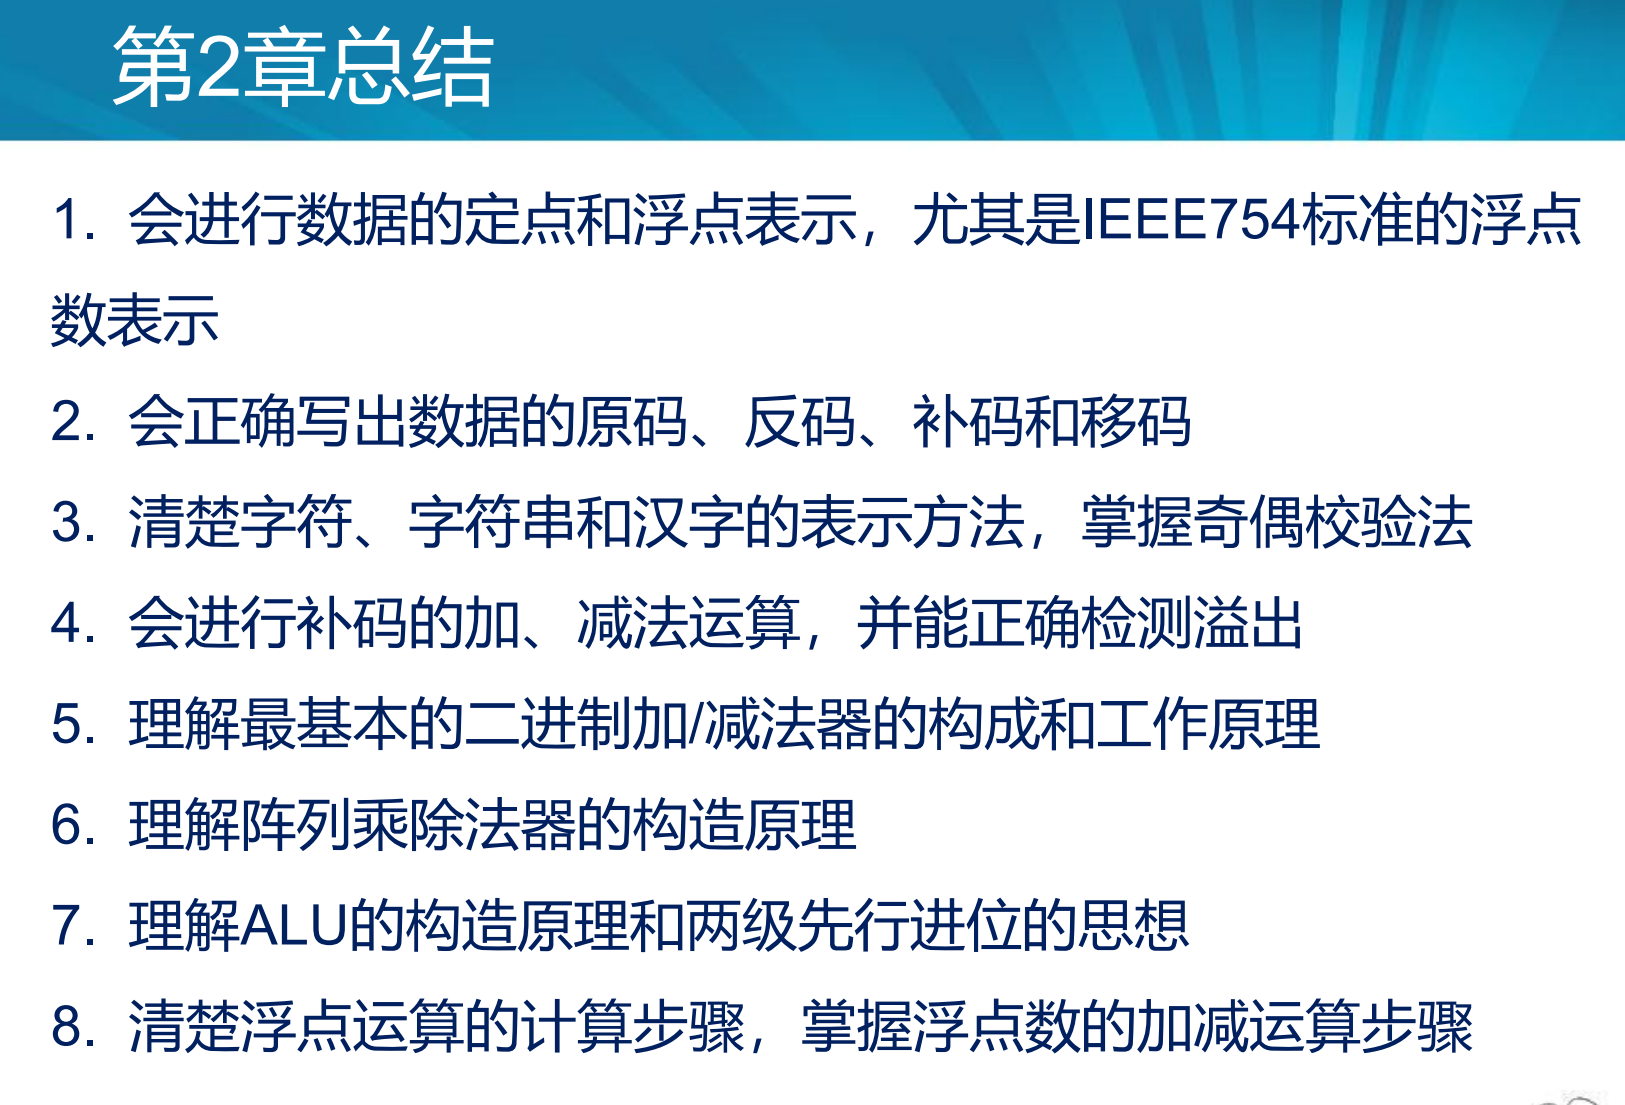 第2章总结
1. 会进行数据的定点和浮点表示，尤其是IEEE754标准的浮点
数表示
2. 会正确写出数据的原码、反码、补码和移码
3. 清楚字符、字符串和汉字的表示方法，掌握奇偶校验法
4. 会进行补码的加、减法运算，并能正确检测溢出
5. 理解最基本的二进制加/减法器的构成和工作原理
6. 理解阵列乘除法器的构造原理
7. 理解ALU的构造原理和两级先行进位的思想
8. 清楚浮点运算的计算步骤，掌握浮点数的加减运算步骤